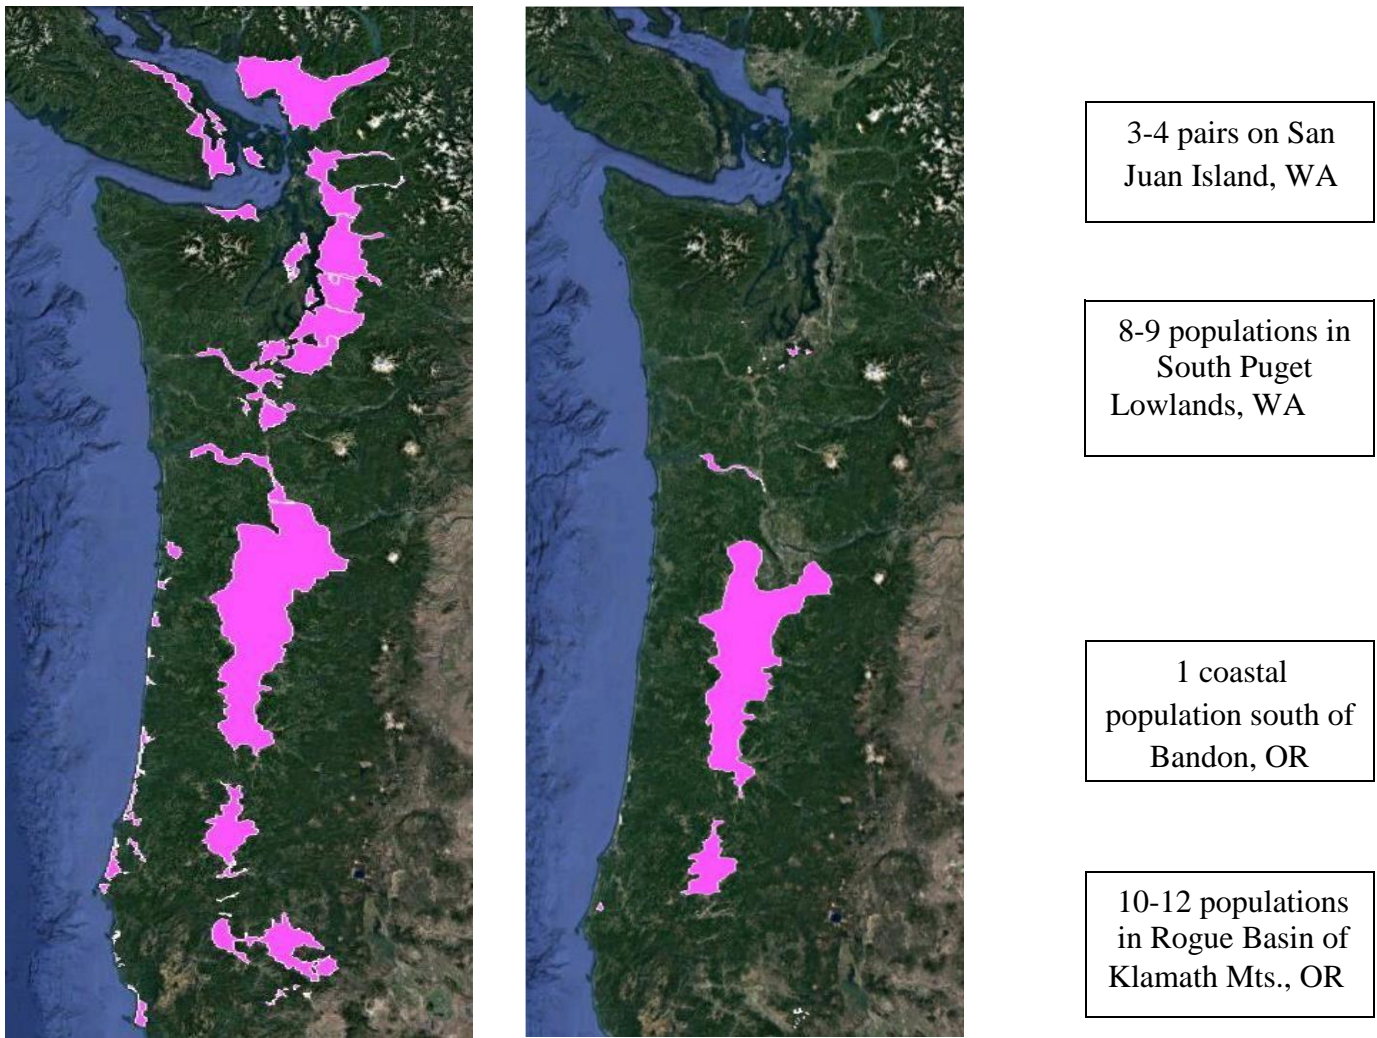 3-4 pairs on San
Juan Island, WA
8-9 populations in
South Puget
Lowlands, WA
1 coastal
population south of
Bandon, OR
10-12 populations
in Rogue Basin of
Klamath Mts., OR